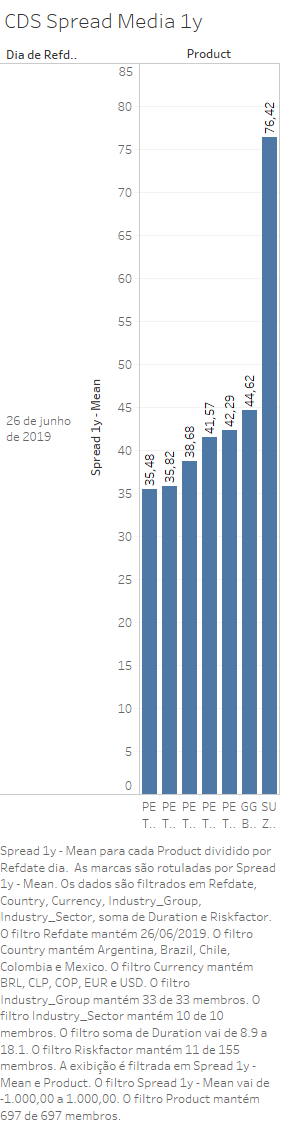 CDS Spread Media 1y
Dia de Refd..
Product
85
80
75
70
65
60
55
50
45
40
35
30
25
20
15
10
5
0
Spread 1y - Mean
26 de junho
de 2019
35,48
35,82
38,68
41,57
42,29
44,62
76,42
PE PE PE PE PE GG SU
T.. T.. T.. T.. T.. B.. Z..
Spread 1y - Mean para cada Product dividido por
Refdate dia.  As marcas são rotuladas por Spread
1y - Mean. Os dados são filtrados em Refdate,
Country, Currency, Industry_Group,
Industry_Sector, soma de Duration e Riskfactor.
O filtro Refdate mantém 26/06/2019. O filtro
Country mantém Argentina, Brazil, Chile,
Colombia e Mexico. O filtro Currency mantém
BRL, CLP, COP, EUR e USD. O filtro
Industry_Group mantém 33 de 33 membros. O
filtro Industry_Sector mantém 10 de 10
membros. O filtro soma de Duration vai de 8.9 a
18.1. O filtro Riskfactor mantém 11 de 155
membros. A exibição é filtrada em Spread 1y -
Mean e Product. O filtro Spread 1y - Mean vai de
-1.000,00 a 1.000,00. O filtro Product mantém
697 de 697 membros.